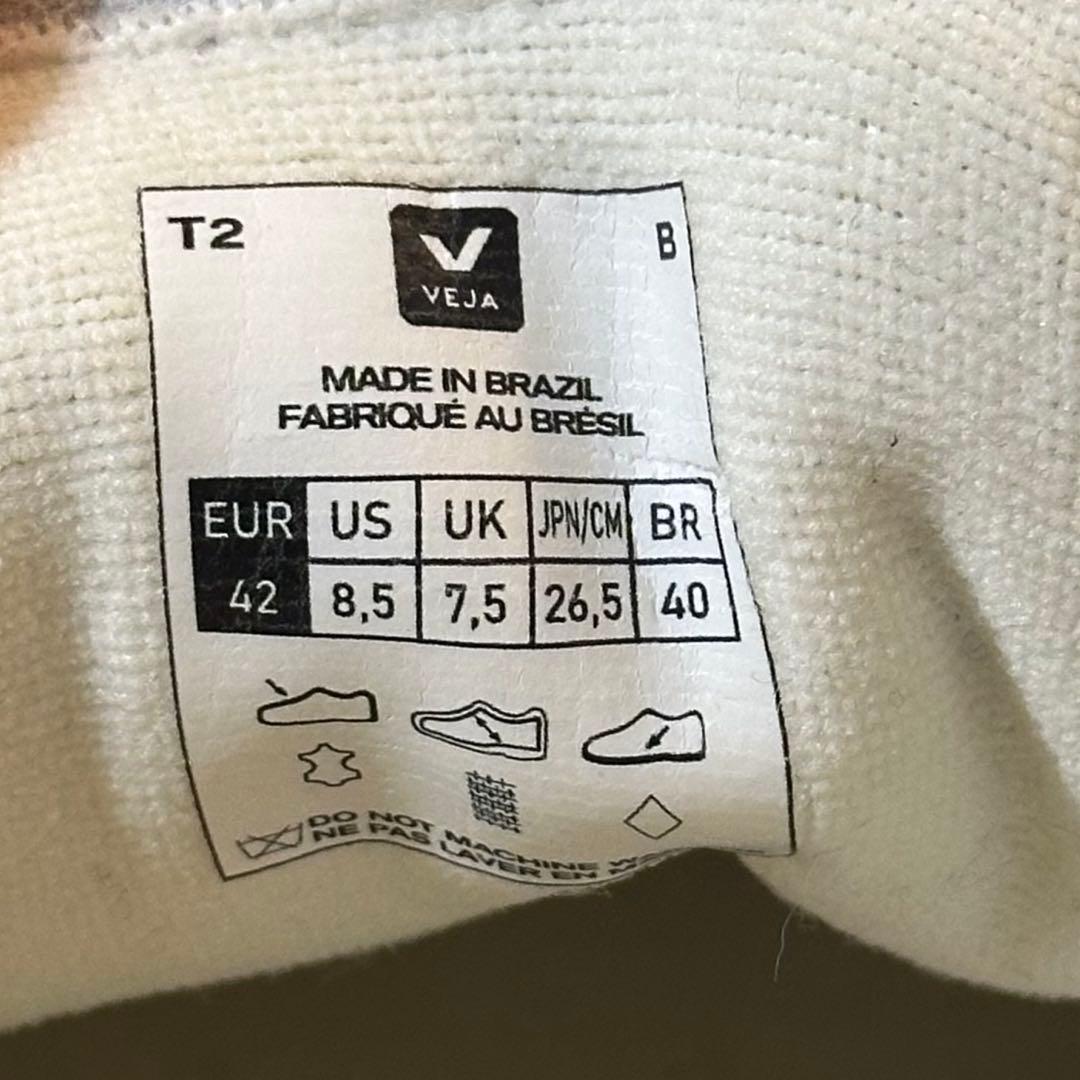 T2
B
VEJA
MADE IN BRAZIL
FABRIQUÉ AU BRÉSIL
EUR US UK JPN/CM BR
42 8,5 7,5 26,5 40
DO NOT MACHINE
NE PAS LAVER EN